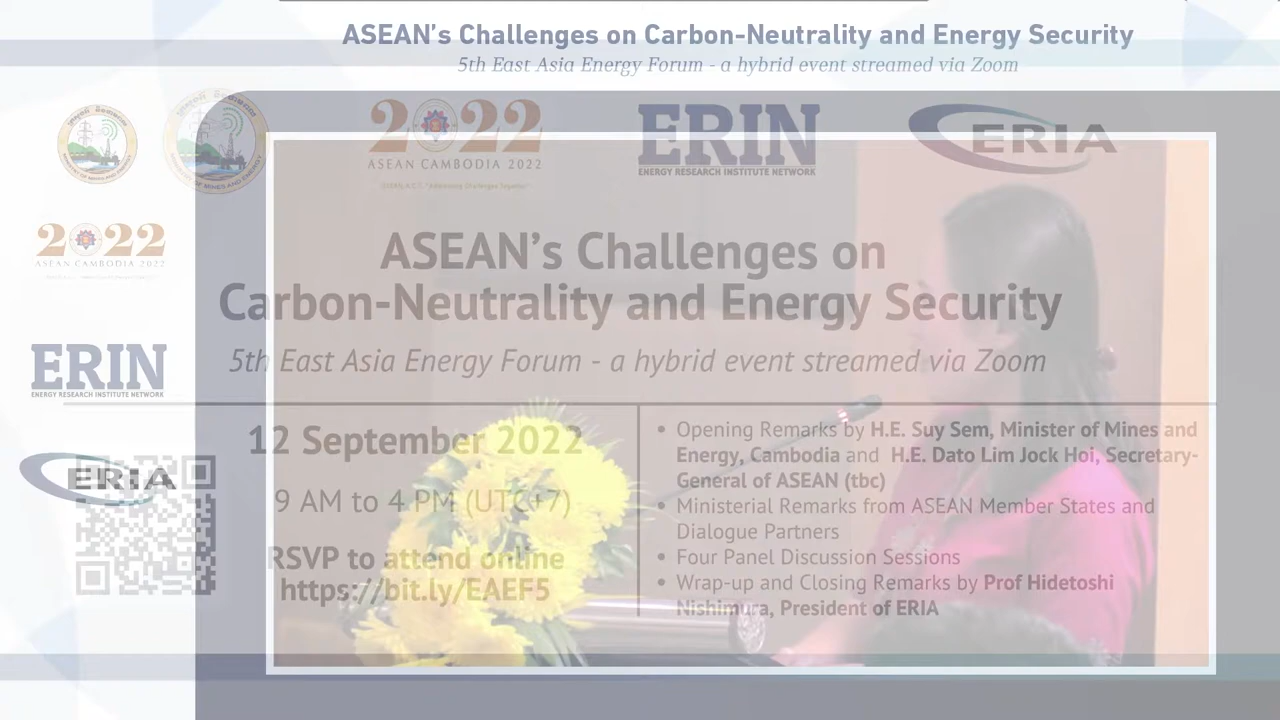 ASEAN's Challenges on Carbon-Neutrality and Energy Security
5th East Asia Energy Forum - a hybrid event streamed via Zoom
2022
ASEAN CAMBODIA 2022
ERIN
ENERGY RESEARCH INSTITUTE NETWORK
ERIA
ASEAN's Challenges on
Carbon-Neutrality and Energy Security
5th East Asia Energy Forum - a hybrid event streamed via Zoom
12 September 2022
9 AM to 4 PM (UTC+7)
RSVP to attend online
https://bit.ly/EAEF5
• Opening Remarks by H.E. Suy Sem, Minister of Mines and
Energy, Cambodia and H.E. Dato Lim Jock Hoi, Secretary-
General of ASEAN (tbc)
• Ministerial Remarks from ASEAN Member States and
Dialogue Partners
• Four Panel Discussion Sessions
• Wrap-up and Closing Remarks by Prof Hidetoshi
Nishimura, President of ERIA
2022
ASEAN CAMBODIA 2022
ERIN
ENERGY RESEARCH INSTITUTE NETWORK
ERIA